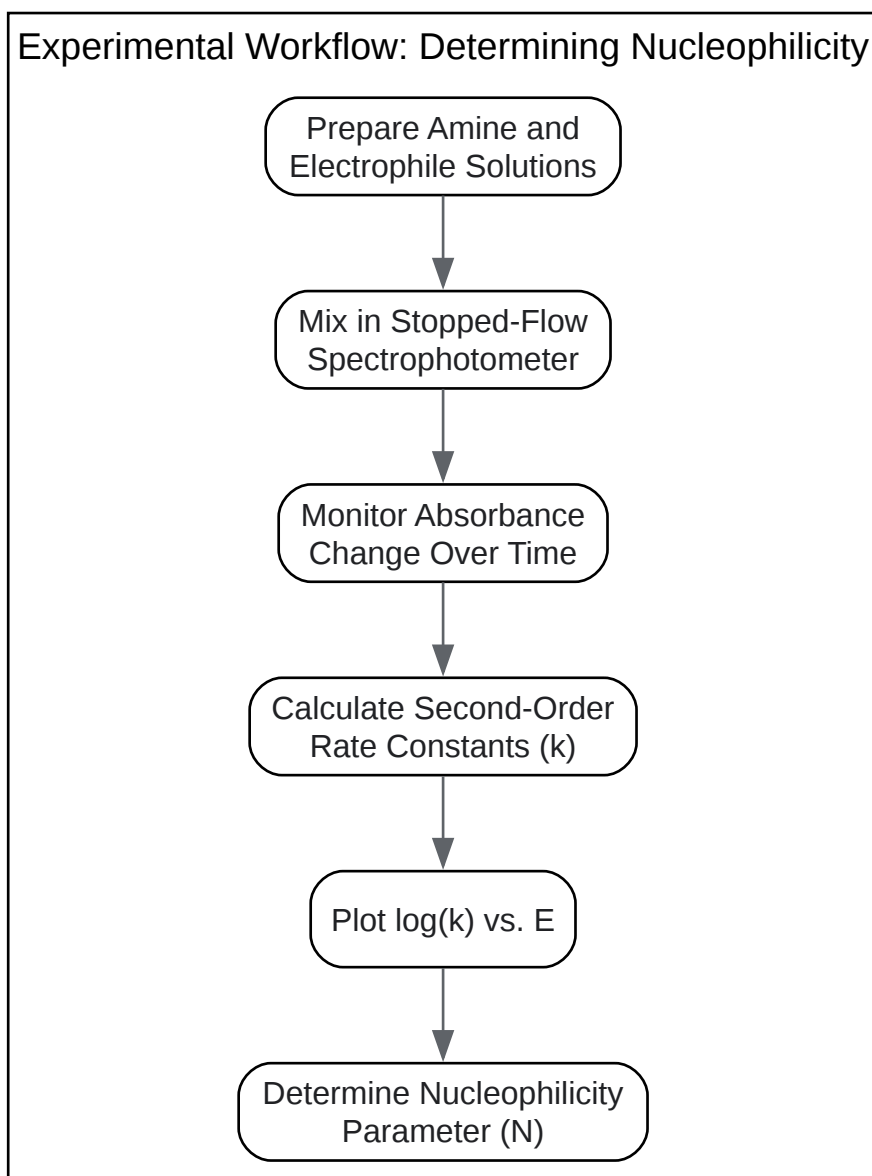 Experimental Workflow: Determining Nucleophilicity
Prepare Amine and
Electrophile Solutions
Mix in Stopped-Flow
Spectrophotometer
Monitor Absorbance
Change Over Time
Calculate Second-Order
Rate Constants (k)
Plot log(k) vs. E
Determine Nucleophilicity
Parameter (N)